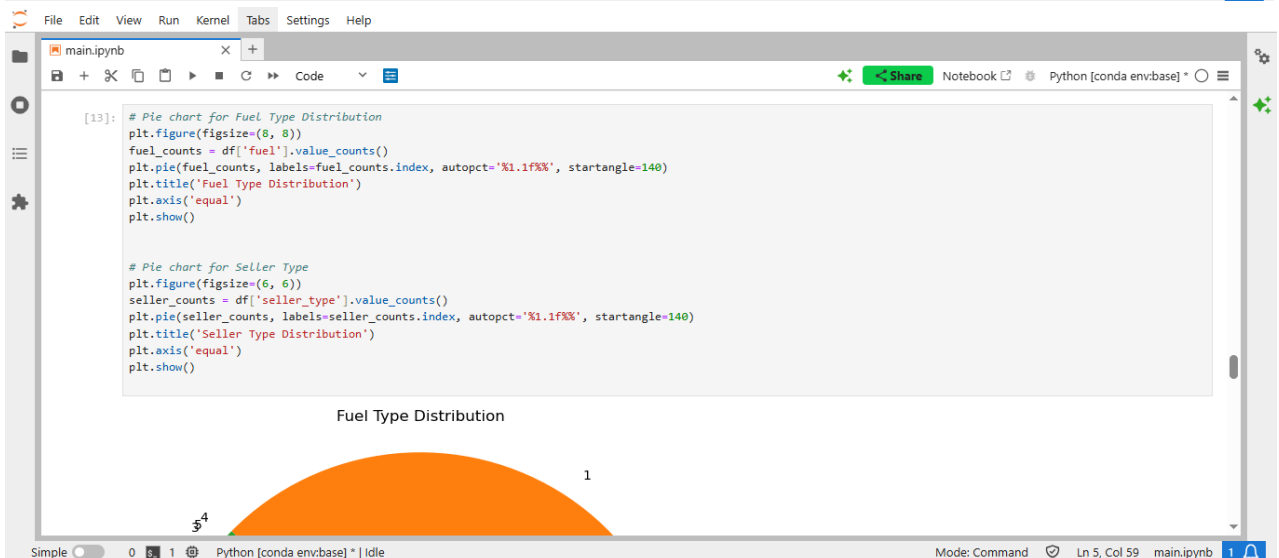 File Edit View Run Kernel Tabs Settings Help
main.ipynb
Code
Share
Notebook
Python [conda env:base] *
[13]:
# Pie chart for Fuel Type Distribution
plt.figure(figsize=(8, 8))
fuel_counts = df['fuel'].value_counts()
plt.pie(fuel_counts, labels=fuel_counts.index, autopct='%1.1f%%', startangle=140)
plt.title('Fuel Type Distribution')
plt.axis('equal')
plt.show()
# Pie chart for Seller Type
plt.figure(figsize=(6, 6))
seller_counts = df['seller_type'].value_counts()
plt.pie(seller_counts, labels=seller_counts.index, autopct='%1.1f%%', startangle=140)
plt.title('Seller Type Distribution')
plt.axis('equal')
plt.show()
Fuel Type Distribution
1
4
Simple 0 1 Python [conda env:base] * | Idle
Mode: Command Ln 5, Col 59 main.ipynb 1